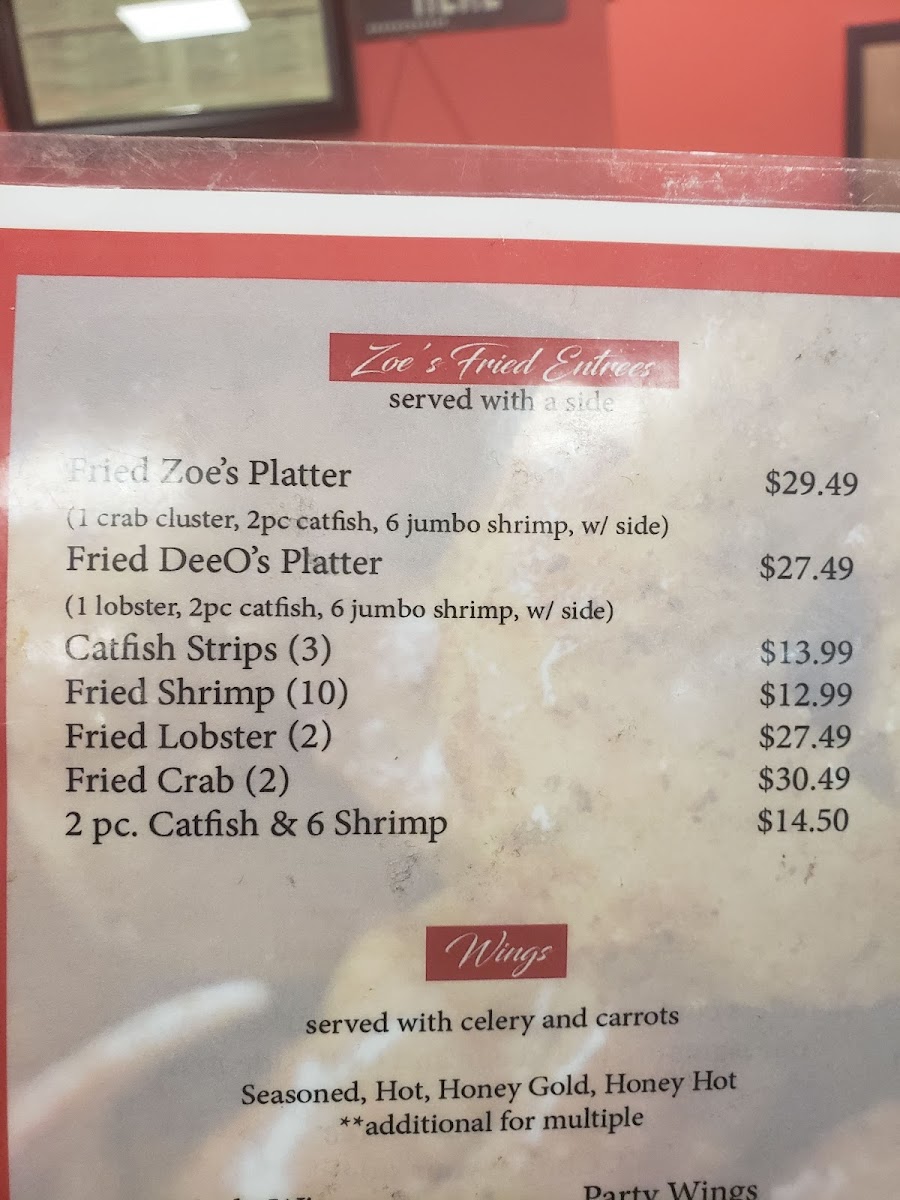 Zoe's Fried Entrees
served with a side
Fried Zoe's Platter $29.49
(1 crab cluster, 2pc catfish, 6 jumbo shrimp, w/ side)
Fried DeeO's Platter $27.49
(1 lobster, 2pc catfish, 6 jumbo shrimp, w/ side)
Catfish Strips (3) $13.99
Fried Shrimp (10) $12.99
Fried Lobster (2) $27.49
Fried Crab (2) $30.49
2 pc. Catfish & 6 Shrimp $14.50
Wings
served with celery and carrots
Seasoned, Hot, Honey Gold, Honey Hot
**additional for multiple
Party Wings